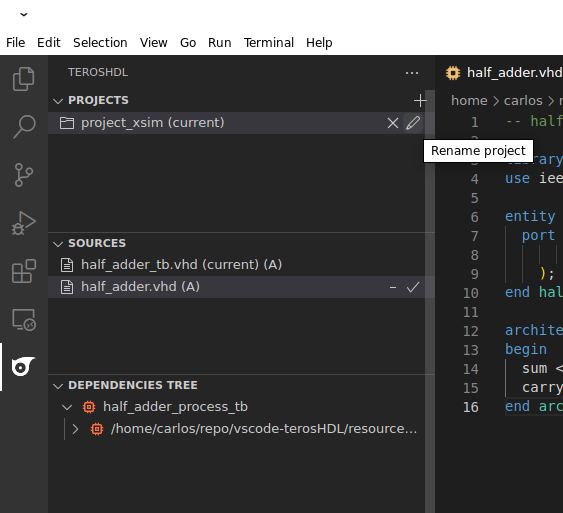 File Edit Selection View Go Run Terminal Help
TEROSHDL
PROJECTS
project_xsim (current)
Rename project
SOURCES
half_adder_tb.vhd (current) (A)
half_adder.vhd (A)
DEPENDENCIES TREE
half_adder_process_tb
/home/carlos/repo/vscode-terosHDL/resource...
half_adder.vhd
home > carlos >
1 -- half
3
4 use iee
5
6 entity
7 port
8
9 );
10 end hal
11
12 archite
13 begin
14 sum <
15 carry
16 end arc